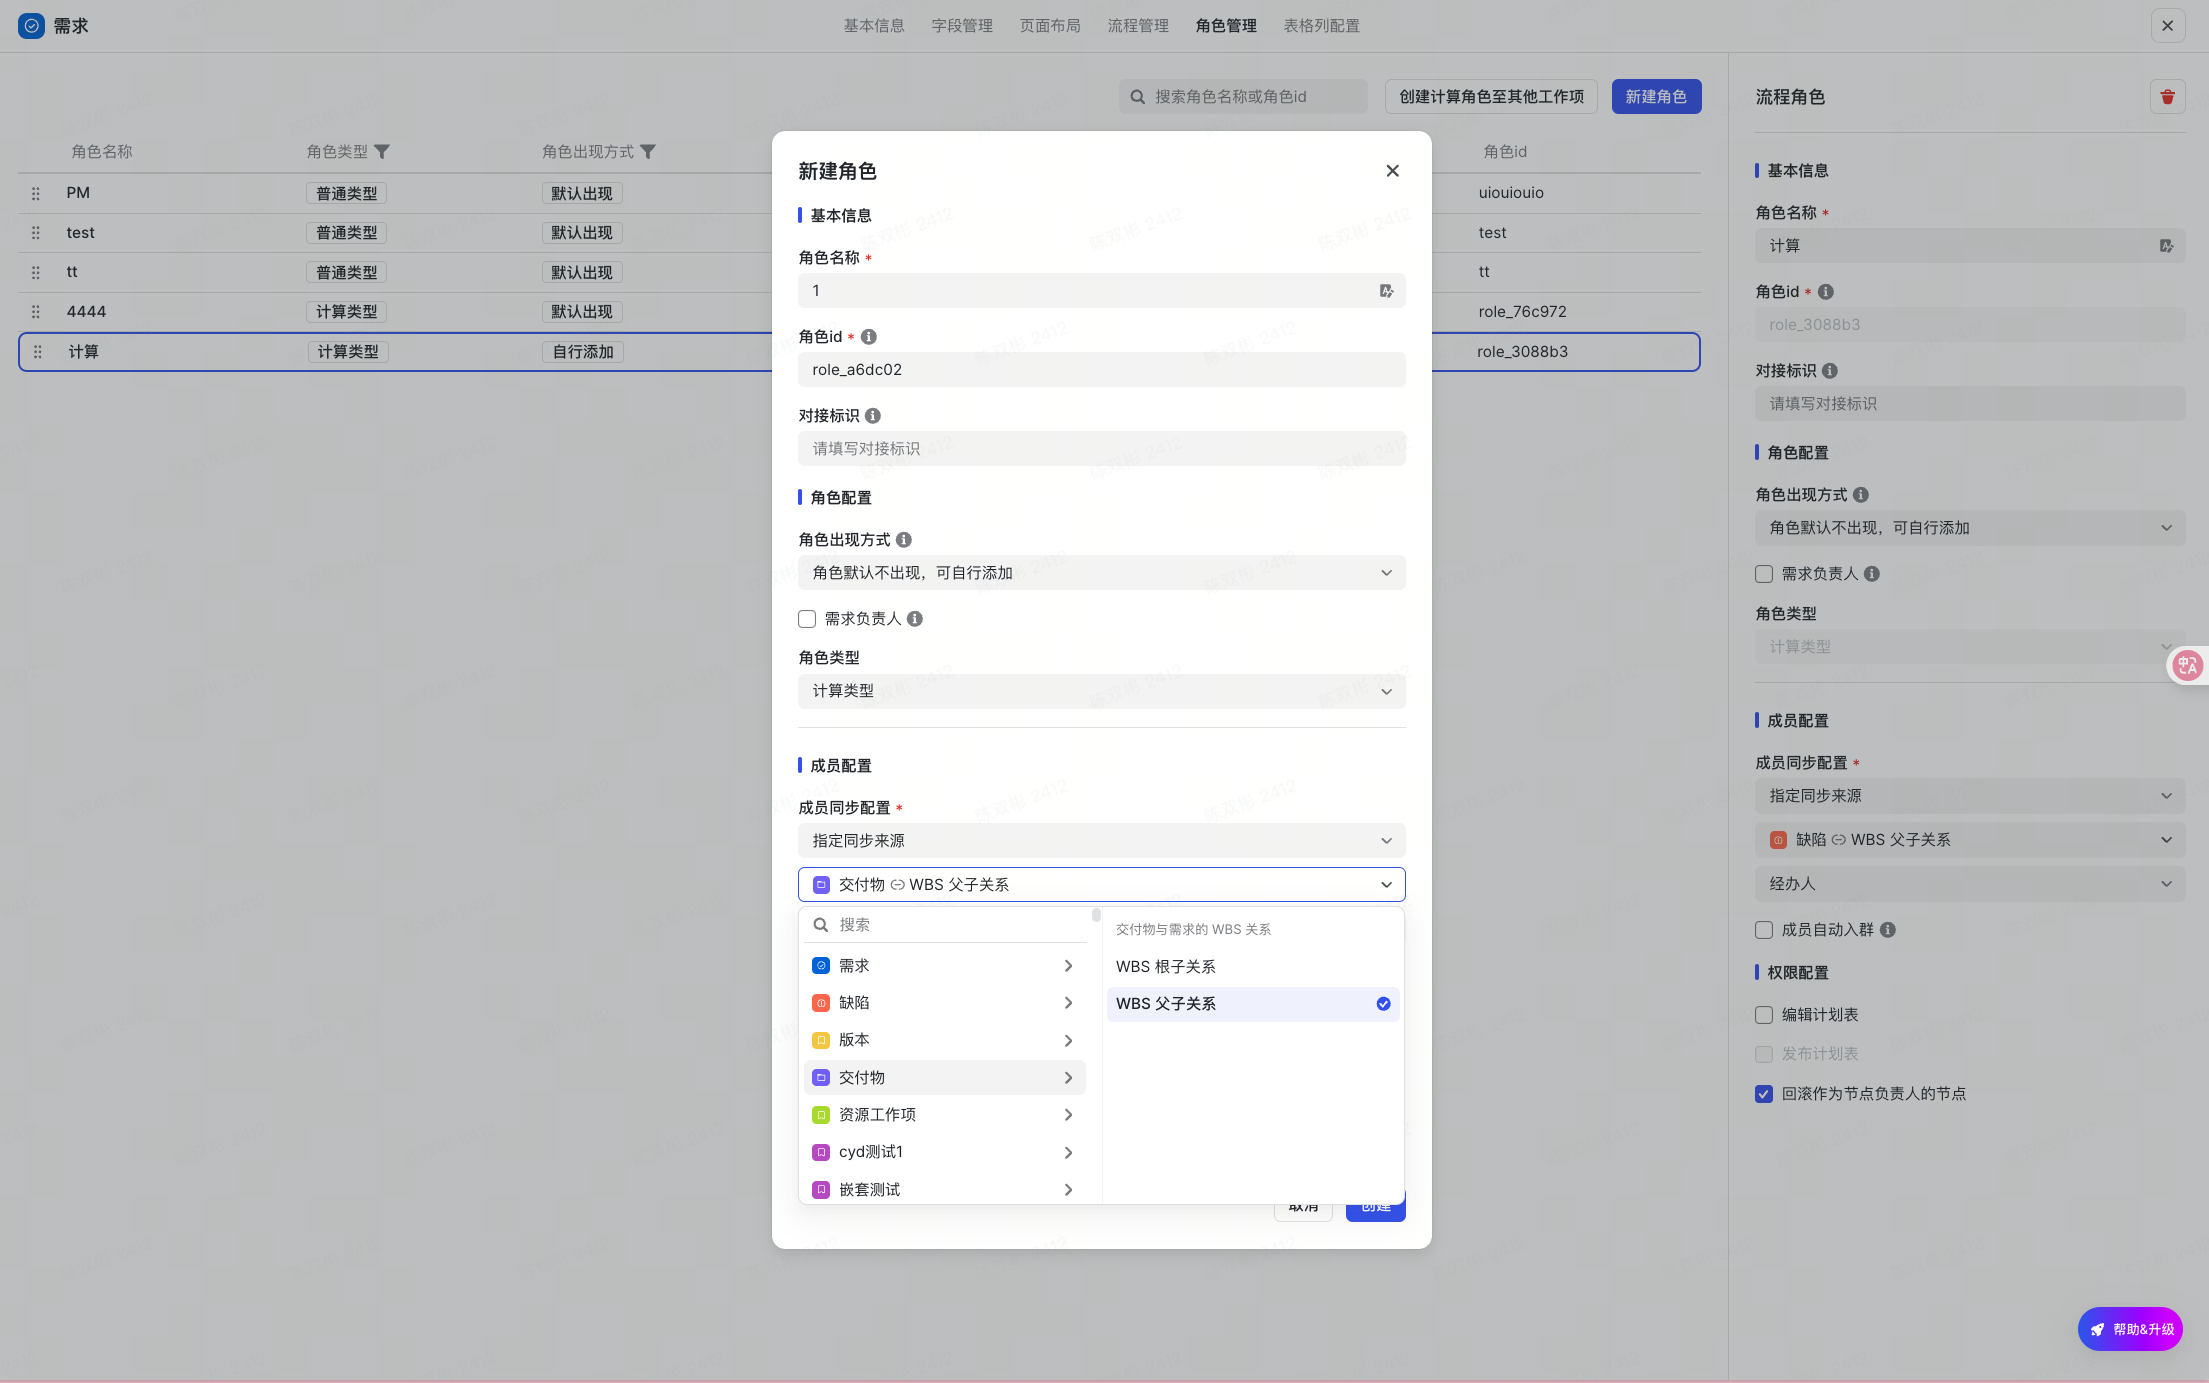 需求
基本信息 字段管理 页面布局 流程管理 角色管理 表格列配置
搜索角色名称或角色id 创建计算角色至其他工作项 新建角色
角色名称 角色类型 角色出现方式 角色id
PM 普通类型 默认出现 uiouiouio
test 普通类型 默认出现 test
tt 普通类型 默认出现 tt
4444 计算类型 默认出现 role_76c972
计算 计算类型 自行添加 role_3088b3
新建角色
基本信息
角色名称 *
1
角色id *
role_a6dc02
对接标识
请填写对接标识
角色配置
角色出现方式
角色默认不出现，可自行添加
需求负责人
角色类型
计算类型
成员配置
成员同步配置 *
指定同步来源
交付物 WBS 父子关系
搜索
需求
缺陷
版本
交付物
资源工作项
cyd测试1
嵌套测试
交付物与需求的 WBS 关系
WBS 根子关系
WBS 父子关系
取消 创建
流程角色
基本信息
角色名称 *
计算
角色id *
role_3088b3
对接标识
请填写对接标识
角色配置
角色出现方式
角色默认不出现，可自行添加
需求负责人
角色类型
计算类型
成员配置
成员同步配置 *
指定同步来源
缺陷 WBS 父子关系
经办人
成员自动入群
权限配置
编辑计划表
发布计划表
回滚作为节点负责人的节点
帮助&升级
陈双彬 2412